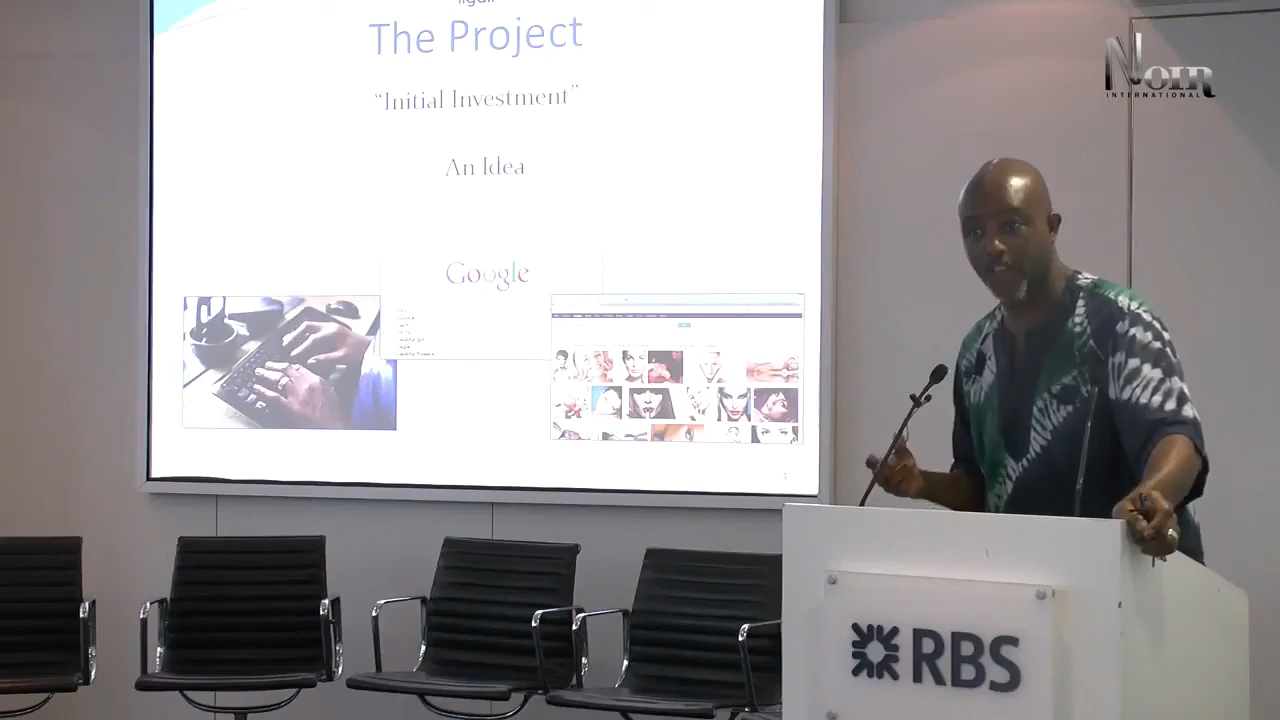 The Project
“Initial Investment”
An Idea
Google
NOIR
INTERNATIONAL
RBS